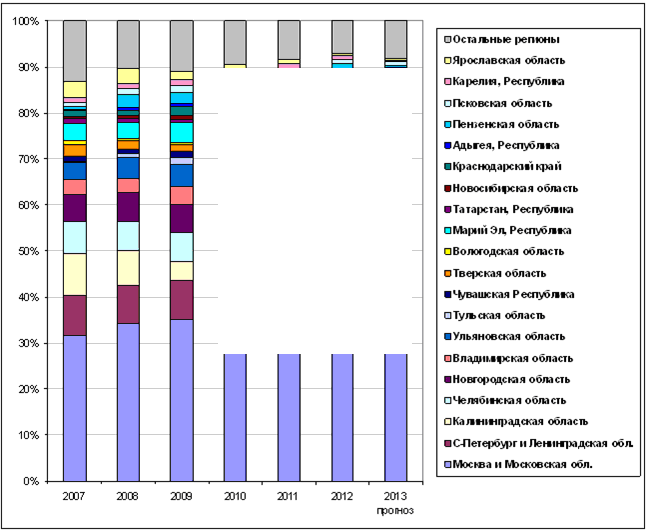 100%
90%
80%
70%
60%
50%
40%
30%
20%
10%
0%
2007 2008 2009 2010 2011 2012 2013
прогноз
Остальные регионы
Ярославская область
Карелия, Республика
Псковская область
Пензенская область
Адыгея, Республика
Краснодарский край
Новосибирская область
Татарстан, Республика
Марий Эл, Республика
Вологодская область
Тверская область
Чувашская Республика
Тульская область
Ульяновская область
Владимирская область
Новгородская область
Челябинская область
Калининградская область
С-Петербург и Ленинградская обл.
Москва и Московская обл.